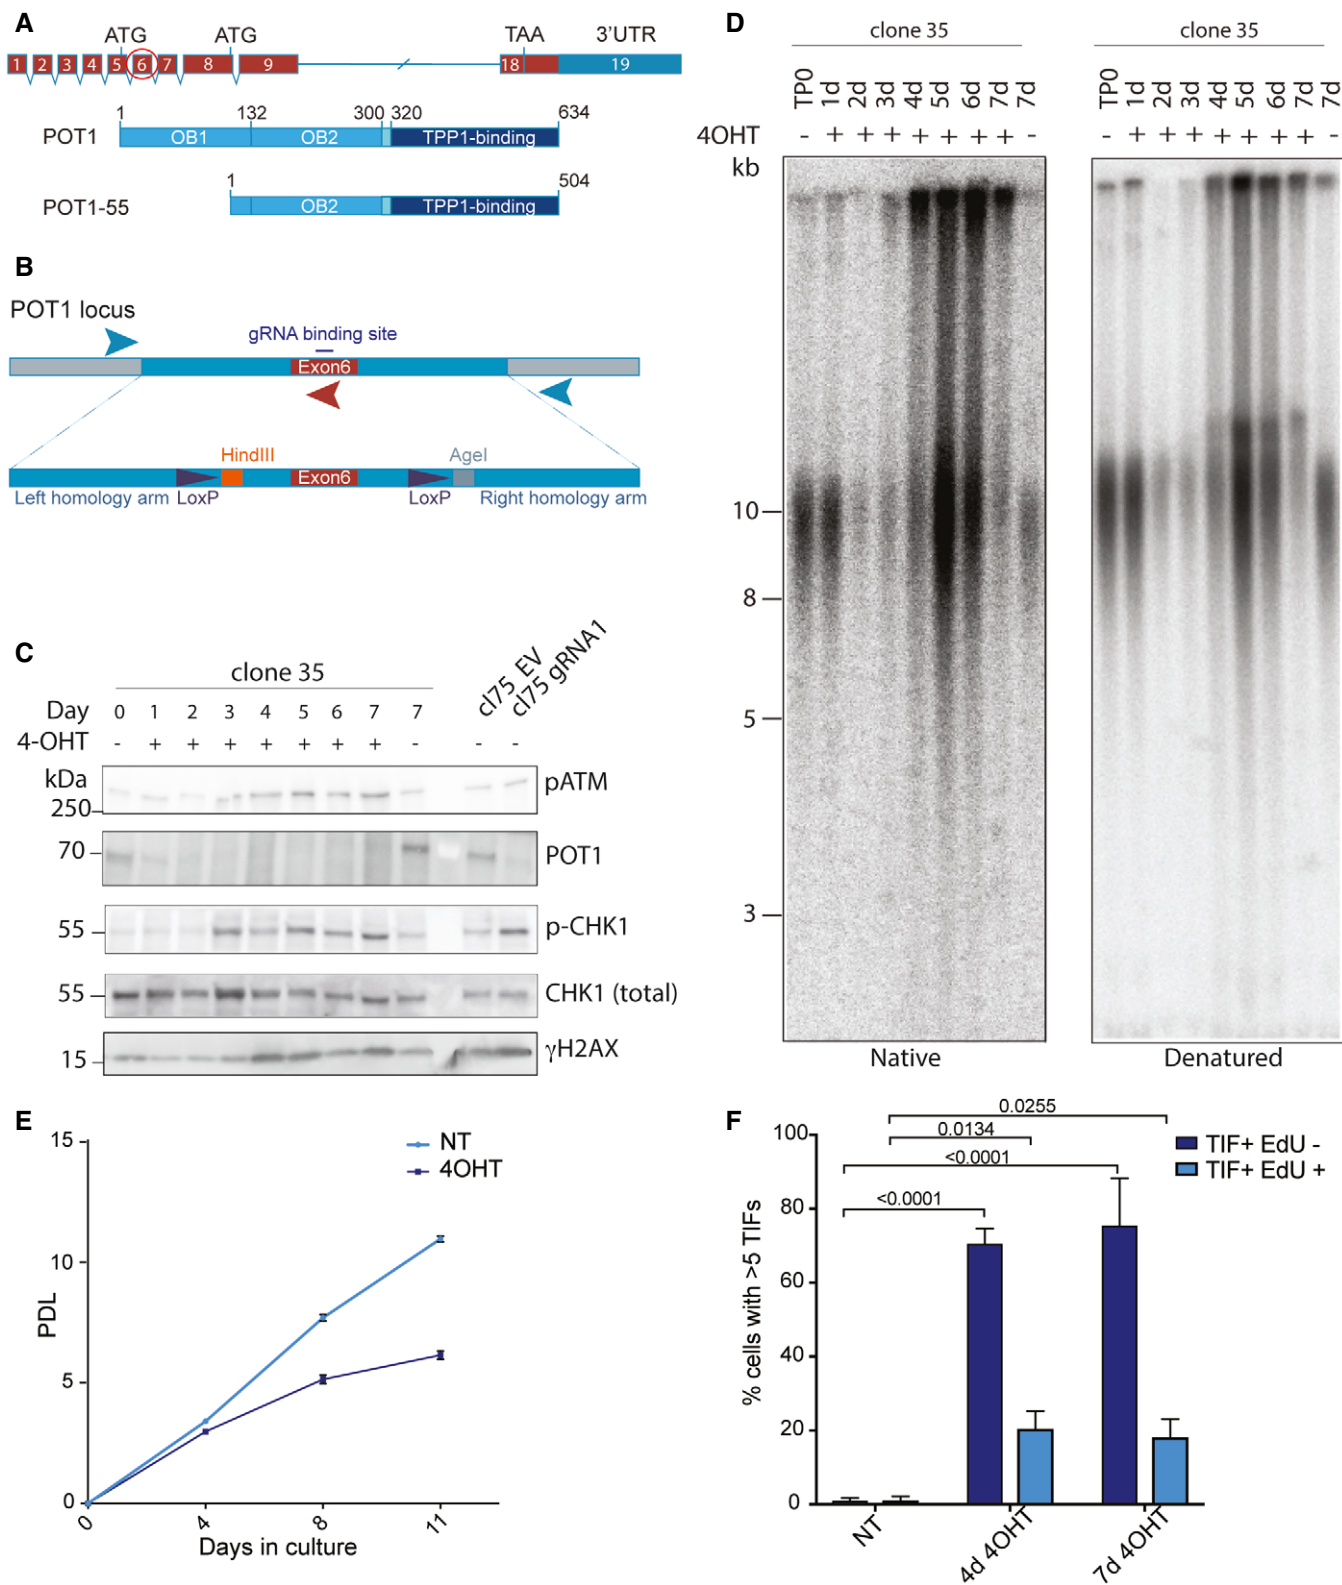 A
ATG ATG TAA 3'UTR
1 2 3 4 5 6 7 8 9 18 19
1 132 300 320 634
POT1 OB1 OB2 TPP1-binding
1 504
POT1-55 OB2 TPP1-binding
B
POT1 locus
gRNA binding site
Exon6
HindIII AgeI
Exon6
Left homology arm LoxP LoxP Right homology arm
C
clone 35
cl75 EV
cl75 gRNA1
Day 0 1 2 3 4 5 6 7 7
4-OHT - + + + + + + + - - -
kDa
250
pATM
70
POT1
55
p-CHK1
55
CHK1 (total)
15
γH2AX
D
clone 35
TP0 1d 2d 3d 4d 5d 6d 7d 7d
4OHT - + + + + + + + -
kb
10
8
5
3
Native
clone 35
TP0 1d 2d 3d 4d 5d 6d 7d 7d
- + + + + + + + -
Denatured
E
15
10
5
0
PDL
NT
4OHT
0 4 8 11
Days in culture
F
0.0255
0.0134
<0.0001
<0.0001
TIF+ EdU -
TIF+ EdU +
100
80
60
40
20
0
% cells with >5 TIFs
NT 4d 4OHT 7d 4OHT